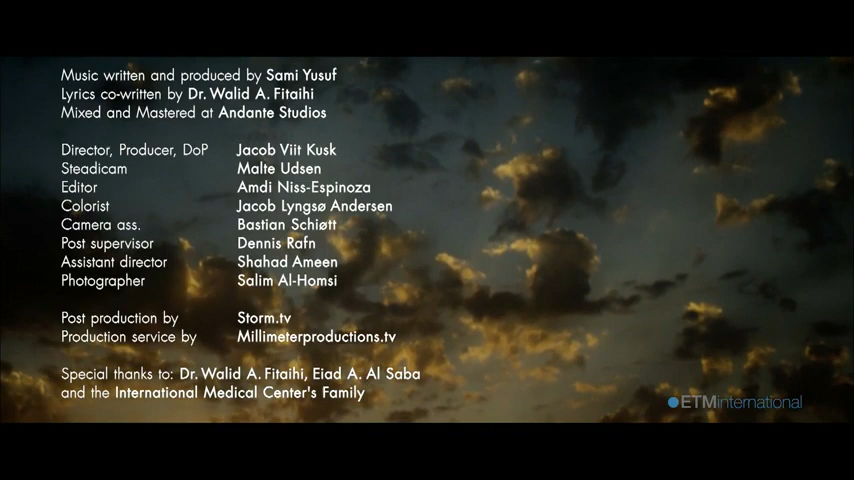 Music written and produced by Sami Yusuf
Lyrics co-written by Dr. Walid A. Fitaihi
Mixed and Mastered at Andante Studios
Director, Producer, DoP Jacob Viit Kusk
Steadicam Malte Udsen
Editor Amdi Niss-Espinoza
Colorist Jacob Lyngsø Andersen
Camera ass. Bastian Schiøtt
Post supervisor Dennis Rafn
Assistant director Shahad Ameen
Photographer Salim Al-Homsi
Post production by Storm.tv
Production service by Millimeterproductions.tv
Special thanks to: Dr. Walid A. Fitaihi, Eiad A. Al Saba
and the International Medical Center's Family
ETMinternational